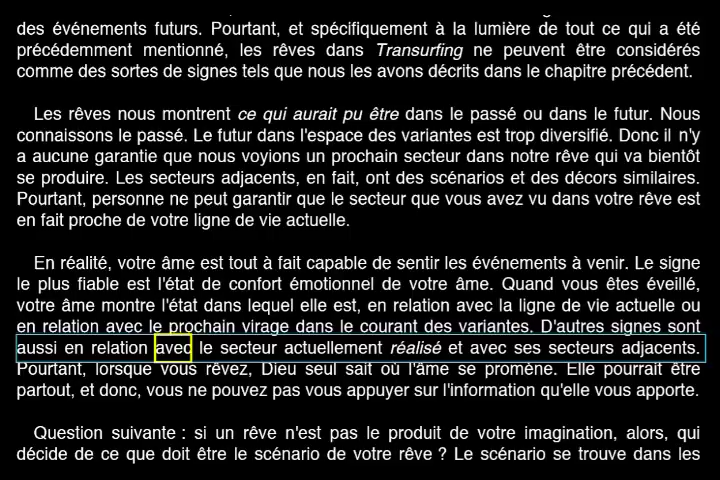 des événements futurs. Pourtant, et spécifiquement à la lumière de tout ce qui a été
précédemment mentionné, les rêves dans Transurfing ne peuvent être considérés
comme des sortes de signes tels que nous les avons décrits dans le chapitre précédent.
Les rêves nous montrent ce qui aurait pu être dans le passé ou dans le futur. Nous
connaissons le passé. Le futur dans l'espace des variantes est trop diversifié. Donc il n'y
a aucune garantie que nous voyions un prochain secteur dans notre rêve qui va bientôt
se produire. Les secteurs adjacents, en fait, ont des scénarios et des décors similaires.
Pourtant, personne ne peut garantir que le secteur que vous avez vu dans votre rêve est
en fait proche de votre ligne de vie actuelle.
En réalité, votre âme est tout à fait capable de sentir les événements à venir. Le signe
le plus fiable est l'état de confort émotionnel de votre âme. Quand vous êtes éveillé,
votre âme montre l'état dans lequel elle est, en relation avec la ligne de vie actuelle ou
en relation avec le prochain virage dans le courant des variantes. D'autres signes sont
aussi en relation avec le secteur actuellement réalisé et avec ses secteurs adjacents.
Pourtant, lorsque vous rêvez, Dieu seul sait où l'âme se promène. Elle pourrait être
partout, et donc, vous ne pouvez pas vous appuyer sur l'information qu'elle vous apporte.
Question suivante : si un rêve n'est pas le produit de votre imagination, alors, qui
décide de ce que doit être le scénario de votre rêve ? Le scénario se trouve dans les